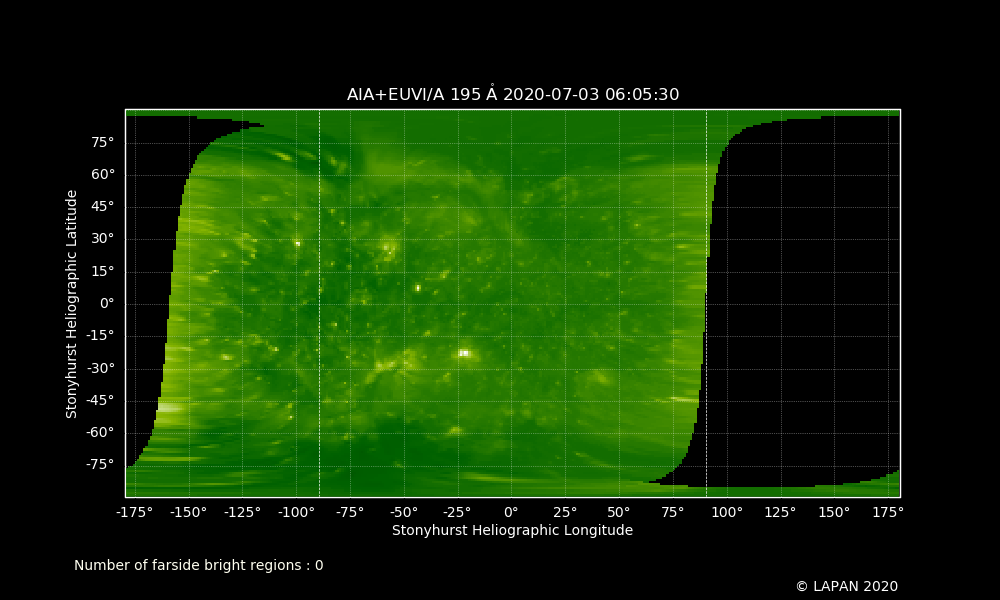 AIA+EUVI/A 195 Å 2020-07-03 06:05:30
Stonyhurst Heliographic Latitude
75°
60°
45°
30°
15°
0°
-15°
-30°
-45°
-60°
-75°
-175° -150° -125° -100° -75° -50° -25° 0° 25° 50° 75° 100° 125° 150° 175°
Stonyhurst Heliographic Longitude
Number of farside bright regions : 0
© LAPAN 2020